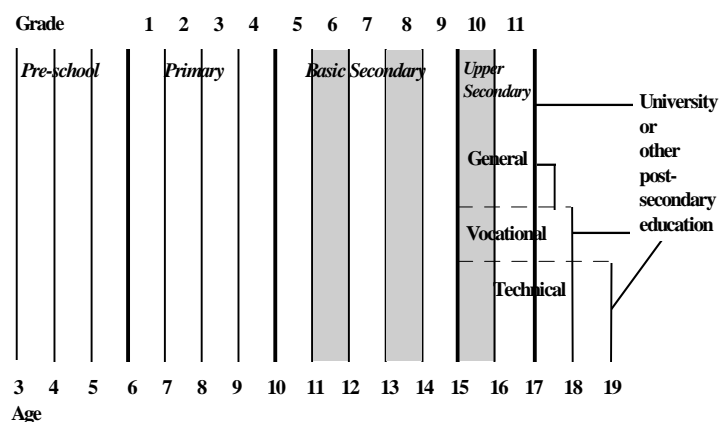 Grade 1 2 3 4 5 6 7 8 9 10 11
Pre-school Primary Basic Secondary Upper
Secondary
University
or
other
post-
secondary
education
General
Vocational
Technical
3 4 5 6 7 8 9 10 11 12 13 14 15 16 17 18 19
Age